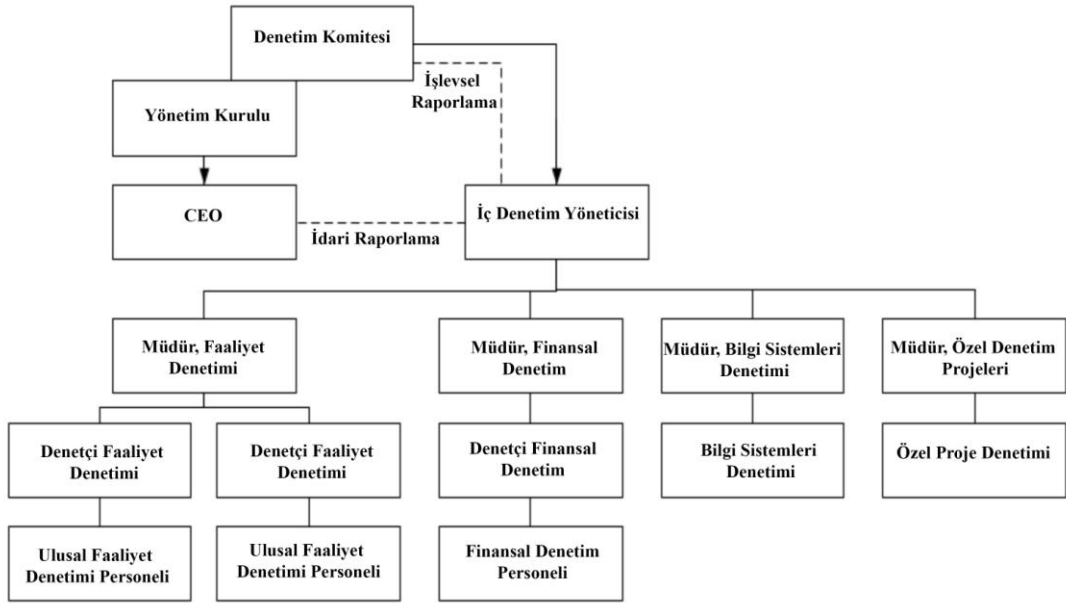 Denetim Komitesi
İşlevsel
Raporlama
Yönetim Kurulu
CEO
İç Denetim Yöneticisi
İdari Raporlama
Müdür, Faaliyet
Denetimi
Müdür, Finansal
Denetim
Müdür, Bilgi Sistemleri
Denetimi
Müdür, Özel Denetim
Projeleri
Denetçi Faaliyet
Denetimi
Denetçi Faaliyet
Denetimi
Denetçi Finansal
Denetim
Bilgi Sistemleri
Denetimi
Özel Proje Denetimi
Ulusal Faaliyet
Denetimi Personeli
Ulusal Faaliyet
Denetimi Personeli
Finansal Denetim
Personeli